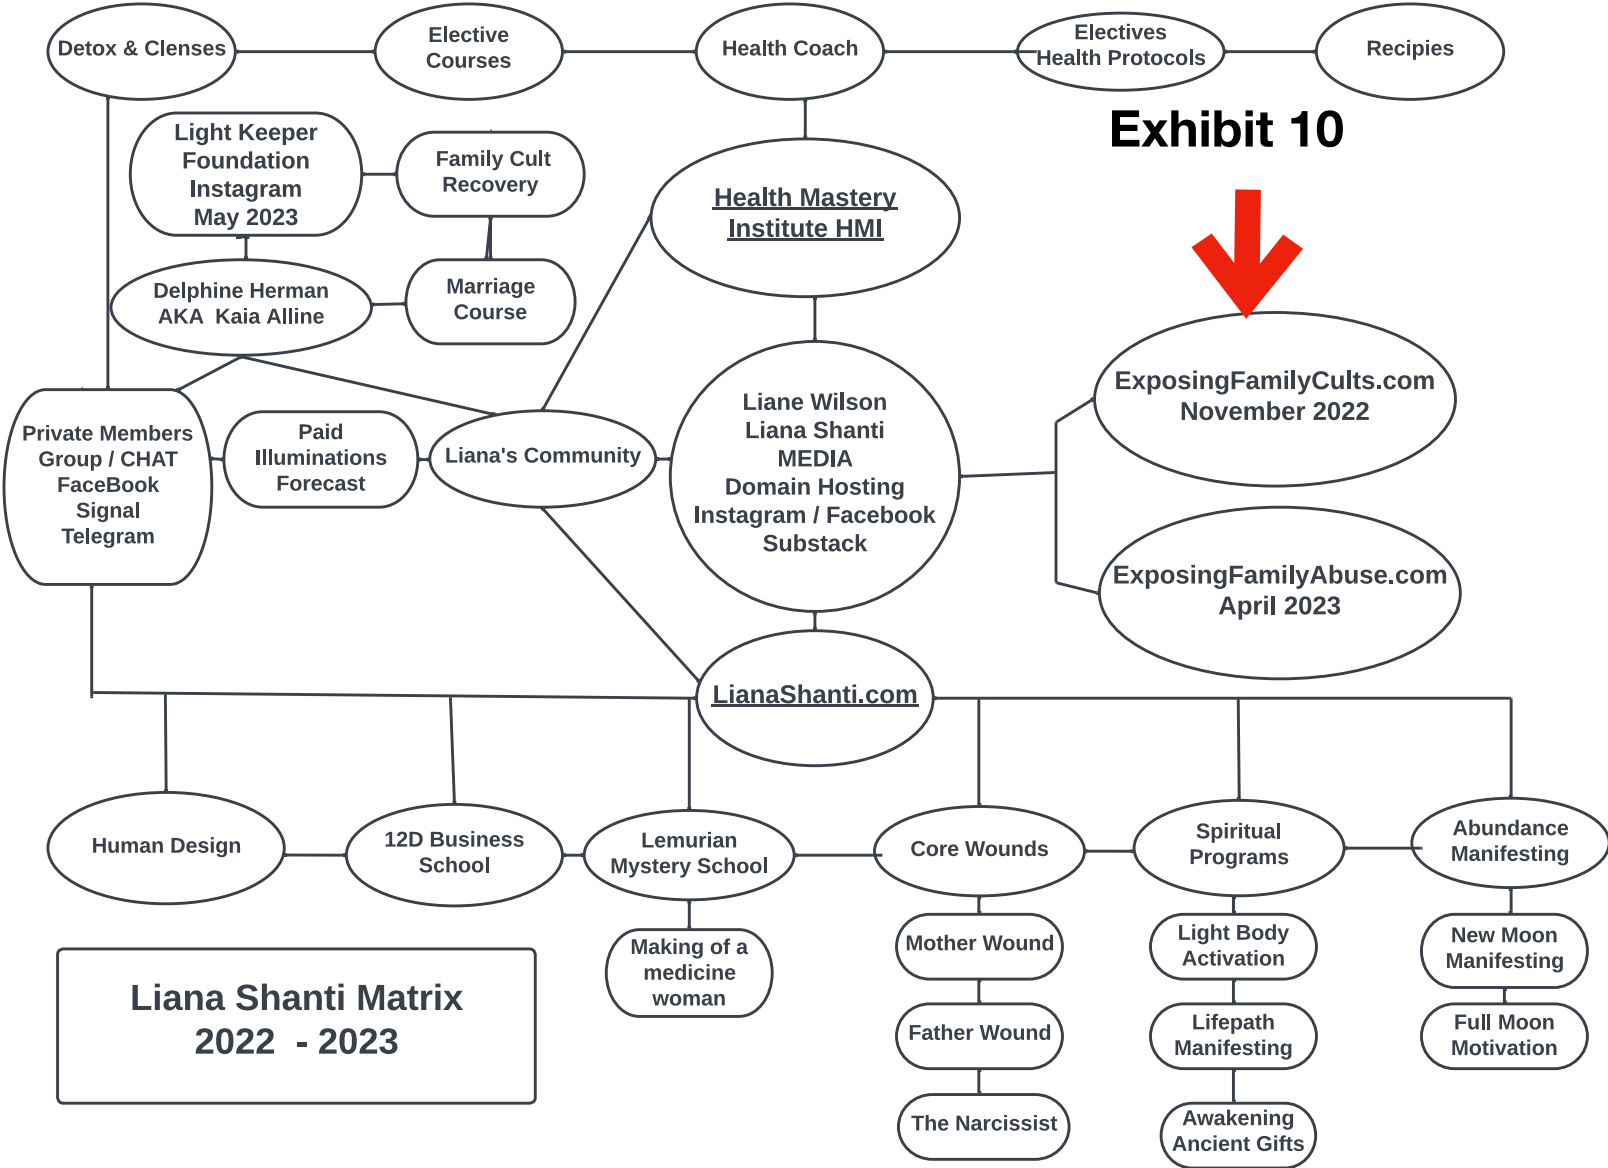 Detox & Clenses
Elective
Courses
Health Coach
Electives
Health Protocols
Recipies
Exhibit 10
Light Keeper
Foundation
Instagram
May 2023
Family Cult
Recovery
Health Mastery
Institute HMI
Delphine Herman
AKA  Kaia Alline
Marriage
Course
ExposingFamilyCults.com
November 2022
Private Members
Group / CHAT
FaceBook
Signal
Telegram
Paid
Illuminations
Forecast
Liana's Community
Liane Wilson
Liana Shanti
MEDIA
Domain Hosting
Instagram / Facebook
Substack
ExposingFamilyAbuse.com
April 2023
LianaShanti.com
Human Design
12D Business
School
Lemurian
Mystery School
Core Wounds
Spiritual
Programs
Abundance
Manifesting
Making of a
medicine
woman
Mother Wound
Light Body
Activation
New Moon
Manifesting
Father Wound
Lifepath
Manifesting
Full Moon
Motivation
The Narcissist
Awakening
Ancient Gifts
Liana Shanti Matrix
2022  - 2023